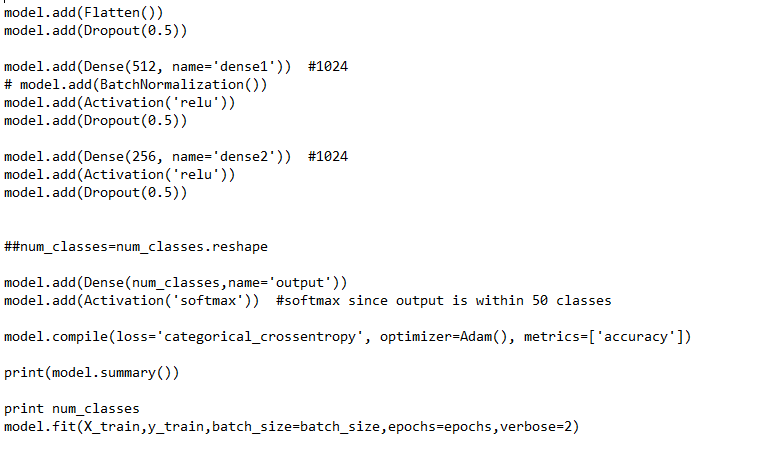 model.add(Flatten())
model.add(Dropout(0.5))
model.add(Dense(512, name='dense1'))  #1024
# model.add(BatchNormalization())
model.add(Activation('relu'))
model.add(Dropout(0.5))
model.add(Dense(256, name='dense2'))  #1024
model.add(Activation('relu'))
model.add(Dropout(0.5))
##num_classes=num_classes.reshape
model.add(Dense(num_classes,name='output'))
model.add(Activation('softmax'))  #softmax since output is within 50 classes
model.compile(loss='categorical_crossentropy', optimizer=Adam(), metrics=['accuracy'])
print(model.summary())
print num_classes
model.fit(X_train,y_train,batch_size=batch_size,epochs=epochs,verbose=2)